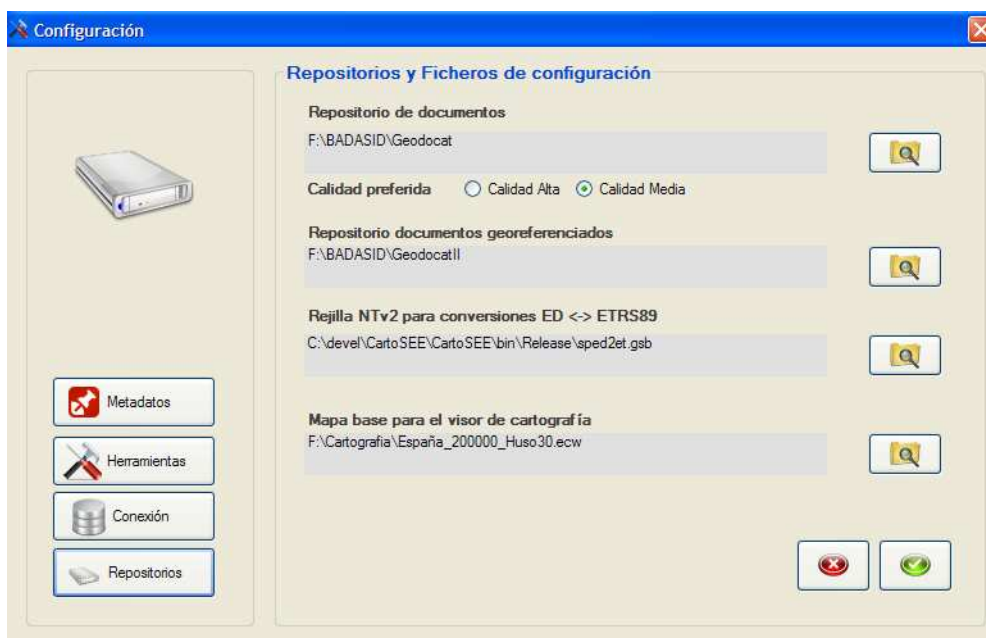 Configuración
Repositorios y Ficheros de configuración
Repositorio de documentos
F:\BADASID\Geodocat
Calidad preferida Calidad Alta Calidad Media
Repositorio documentos georeferenciados
F:\BADASID\GeodocatII
Rejilla NTv2 para conversiones ED <-> ETRS89
C:\devel\CartoSEE\CartoSEE\bin\Release\sped2et.gsb
Mapa base para el visor de cartografía
F:\Cartografia\España_200000_Huso30.ecw
Metadatos
Herramientas
Conexión
Repositorios